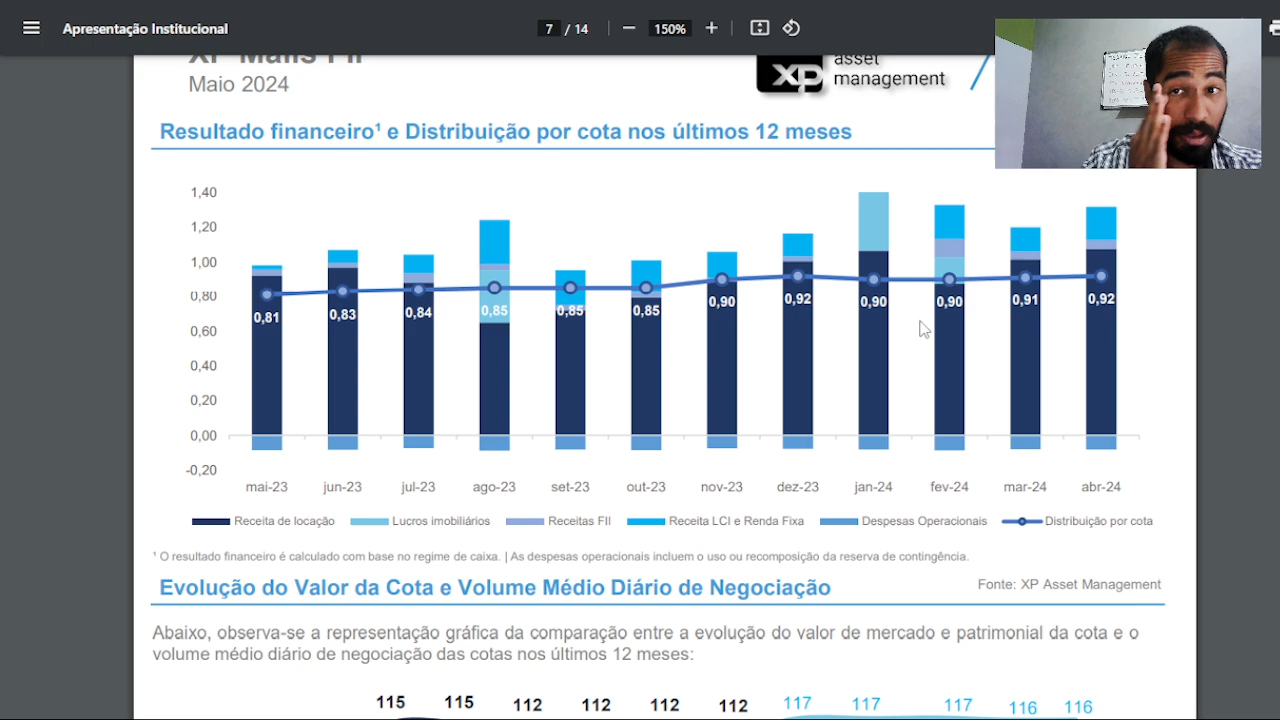 Apresentação Institucional
7 / 14
150%
XP Malls FII
Maio 2024
XP asset
management
Resultado financeiro¹ e Distribuição por cota nos últimos 12 meses
1,40
1,20
1,00
0,80
0,60
0,40
0,20
0,00
-0,20
0,81
0,83
0,84
0,85
0,85
0,85
0,90
0,92
0,90
0,90
0,91
0,92
mai-23 jun-23 jul-23 ago-23 set-23 out-23 nov-23 dez-23 jan-24 fev-24 mar-24 abr-24
Receita de locação Lucros imobiliários Receitas FII Receita LCI e Renda Fixa Despesas Operacionais Distribuição por cota
¹ O resultado financeiro é calculado com base no regime de caixa. | As despesas operacionais incluem o uso ou recomposição da reserva de contingência.
Evolução do Valor da Cota e Volume Médio Diário de Negociação
Fonte: XP Asset Management
Abaixo, observa-se a representação gráfica da comparação entre a evolução do valor de mercado e patrimonial da cota e o
volume médio diário de negociação das cotas nos últimos 12 meses:
115 115 112 112 112 112 117 117 117 116 116